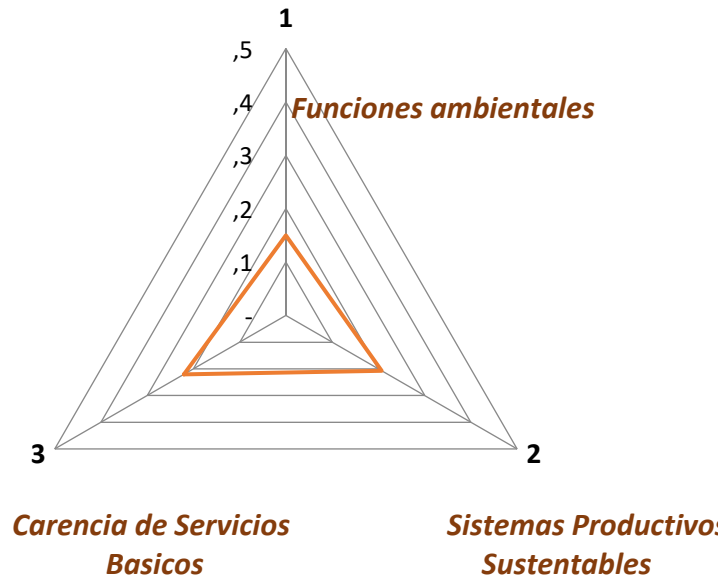 1
,5
,4
Funciones ambientales
,3
,2
,1
-
3
2
Carencia de Servicios
Basicos
Sistemas Productivos
Sustentables